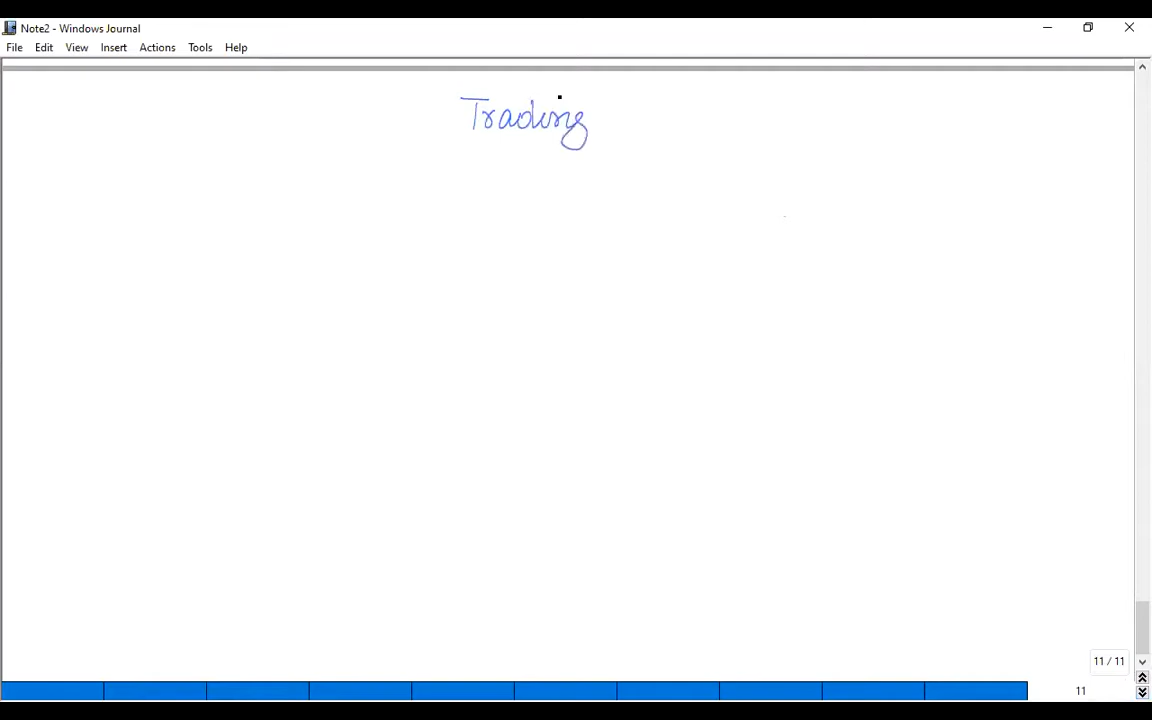 Note2 - Windows Journal
File Edit View Insert Actions Tools Help
Trading
11 / 11
11